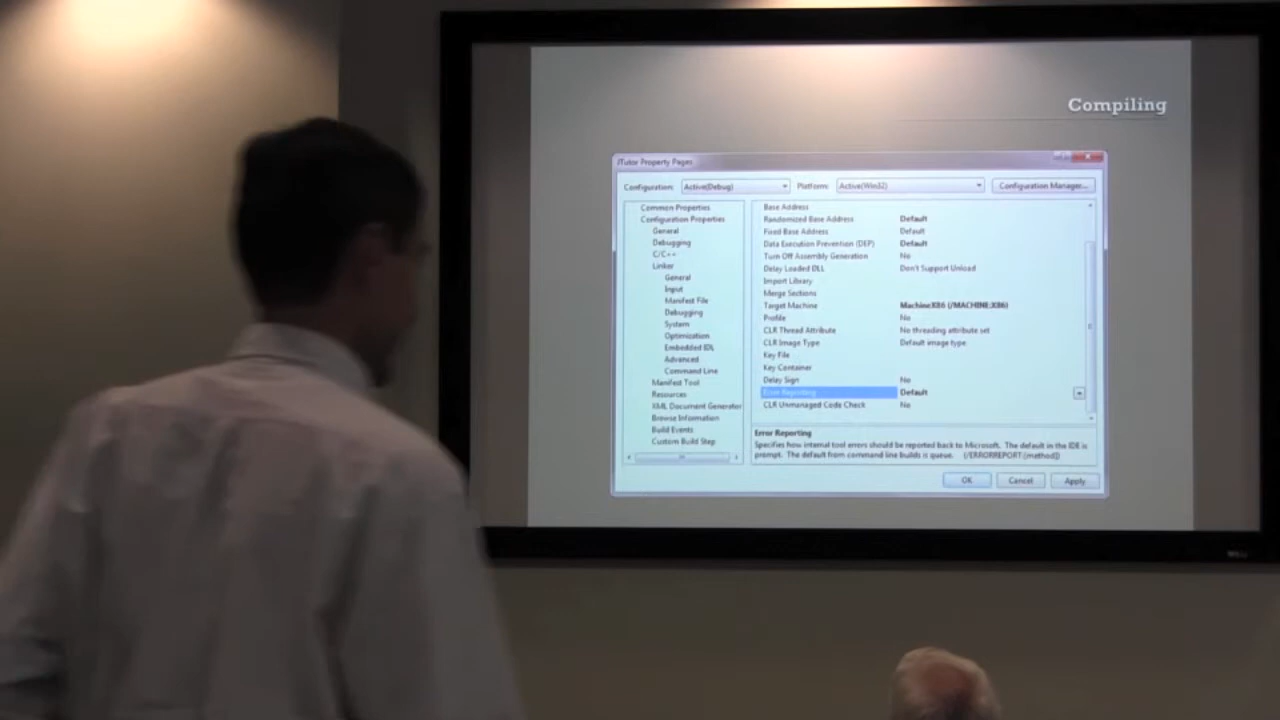 Compiling
JTutor Property Pages
Configuration: Active(Debug) Platform: Active(Win32) Configuration Manager...
Common Properties
Configuration Properties
General
Debugging
C/C++
Linker
General
Input
Manifest File
Debugging
System
Optimization
Embedded IDL
Advanced
Command Line
Manifest Tool
Resources
XML Document Generator
Browse Information
Build Events
Custom Build Step
Base Address
Randomized Base Address Default
Fixed Base Address Default
Data Execution Prevention (DEP) Default
Turn Off Assembly Generation No
Delay Loaded DLL Don't Support Unload
Import Library
Merge Sections
Target Machine MachineX86 (/MACHINE:X86)
Profile No
CLR Thread Attribute No threading attribute set
CLR Image Type Default image type
Key File
Key Container
Delay Sign No
Error Reporting Default
CLR Unmanaged Code Check No
Error Reporting
Specifies how internal tool errors should be reported back to Microsoft. The default in the IDE is
prompt. The default from command line builds is queue. (/ERRORREPORT:[method])
OK Cancel Apply